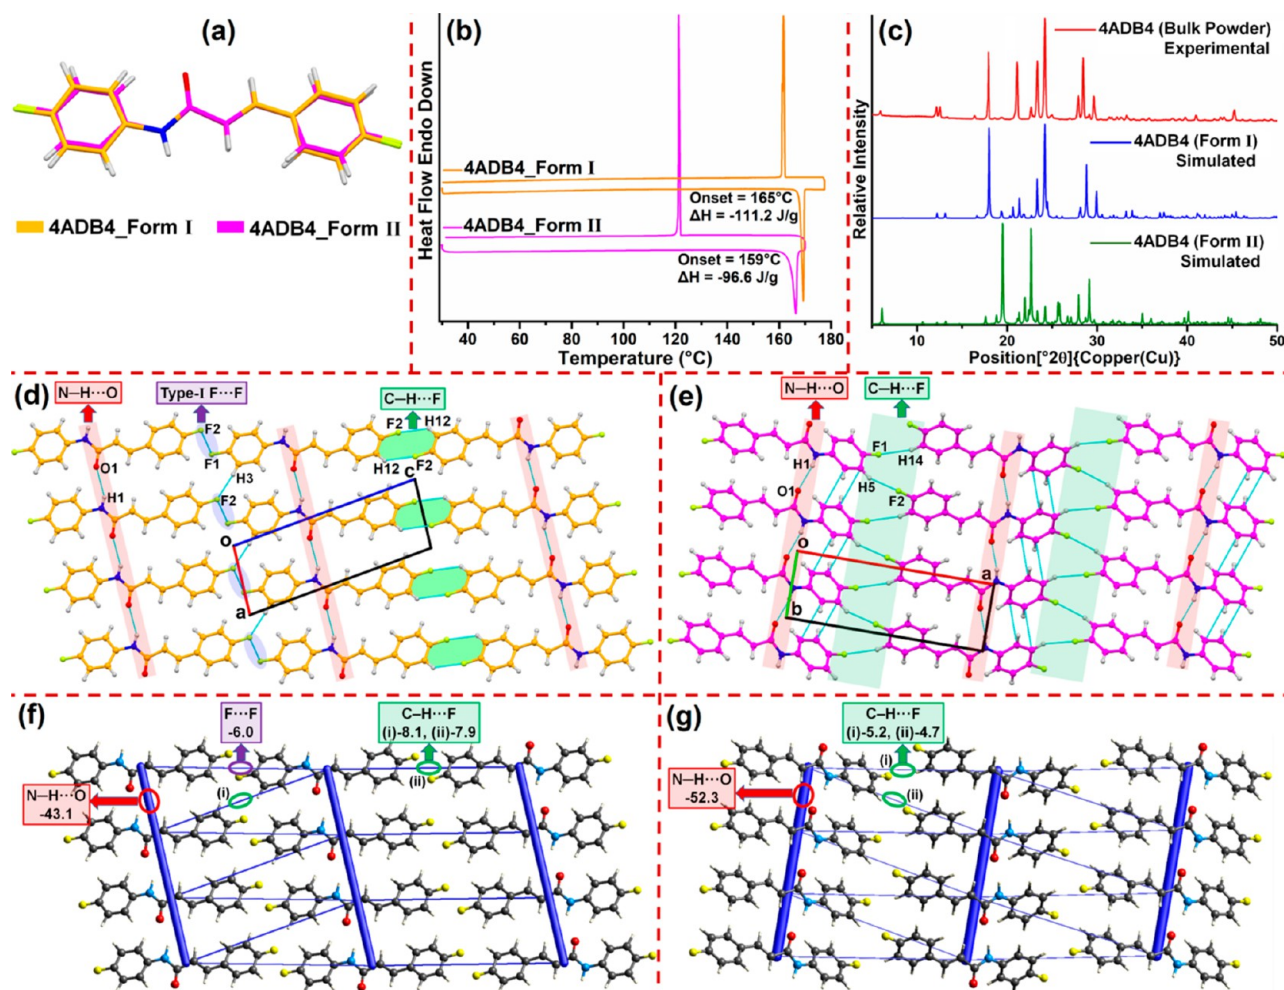 (a)
4ADB4_Form I
4ADB4_Form II
(b)
Heat Flow Endo Down
4ADB4_Form I
Onset = 165°C
ΔH = -111.2 J/g
4ADB4_Form II
Onset = 159°C
ΔH = -96.6 J/g
40 60 80 100 120 140 160 180
Temperature (°C)
(c)
Relative Intensity
4ADB4 (Bulk Powder)
Experimental
4ADB4 (Form I)
Simulated
4ADB4 (Form II)
Simulated
10 20 30 40 50
Position[°2θ]{Copper(Cu)}
(d)
N–H⋯O
Type-I F⋯F
C–H⋯F
F2
F1
F2
H12
H12
F2
O1
H3
H1
F2
c
o
a
(e)
N–H⋯O
C–H⋯F
F1
H14
H1
O1
H5
F2
o
a
b
(f)
F⋯F
-6.0
C–H⋯F
(i)-8.1, (ii)-7.9
(ii)
(i)
N–H⋯O
-43.1
(g)
C–H⋯F
(i)-5.2, (ii)-4.7
(i)
(ii)
N–H⋯O
-52.3